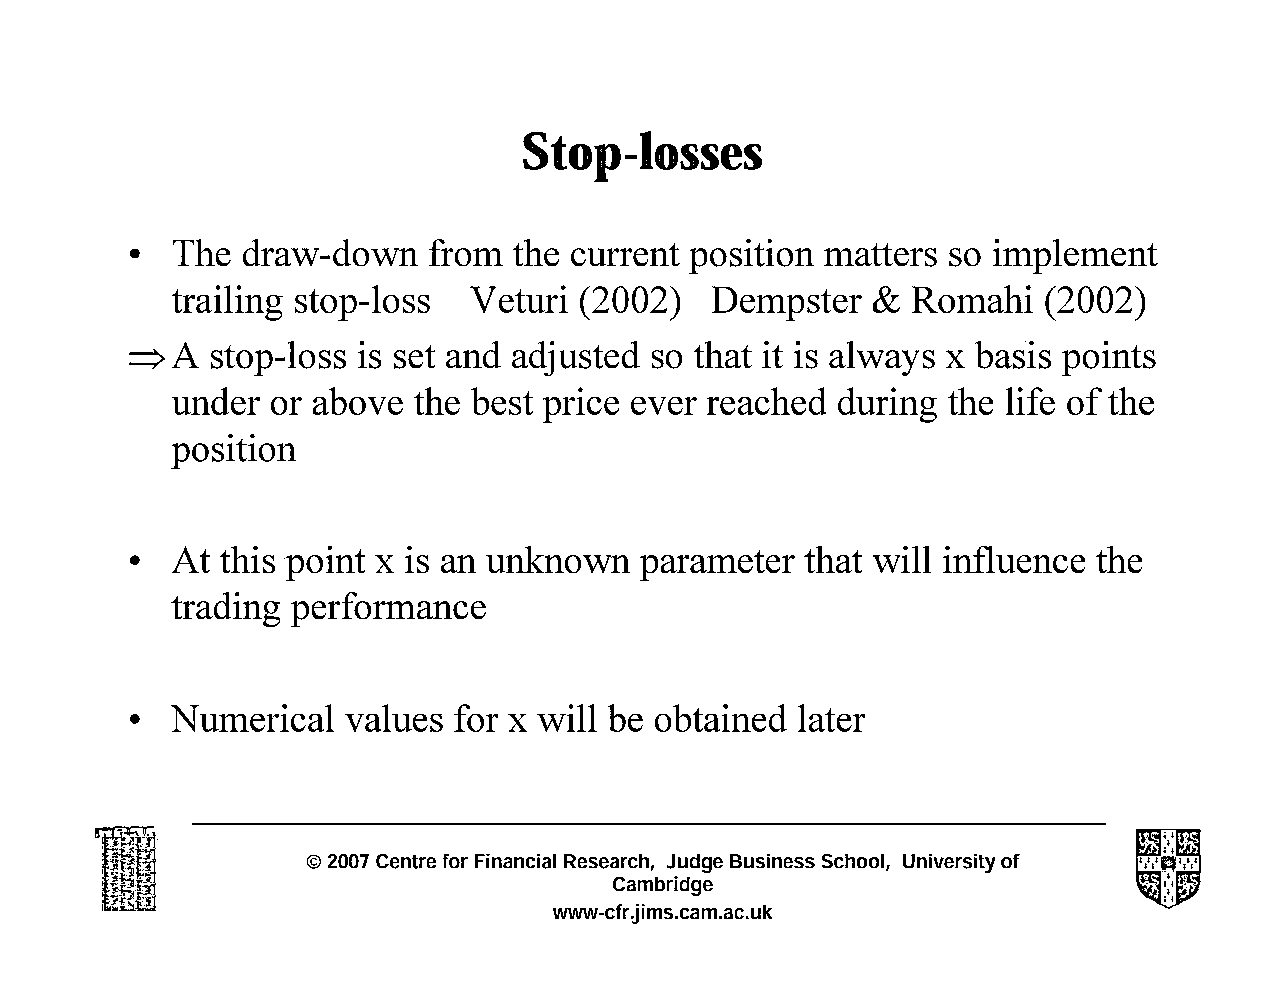 Stop-losses
• The draw-down from the current position matters so implement
trailing stop-loss Veturi (2002) Dempster & Romahi (2002)
⇒ A stop-loss is set and adjusted so that it is always x basis points
under or above the best price ever reached during the life of the
position
• At this point x is an unknown parameter that will influence the
trading performance
• Numerical values for x will be obtained later
© 2007 Centre for Financial Research, Judge Business School, University of
Cambridge
www-cfr.jims.cam.ac.uk